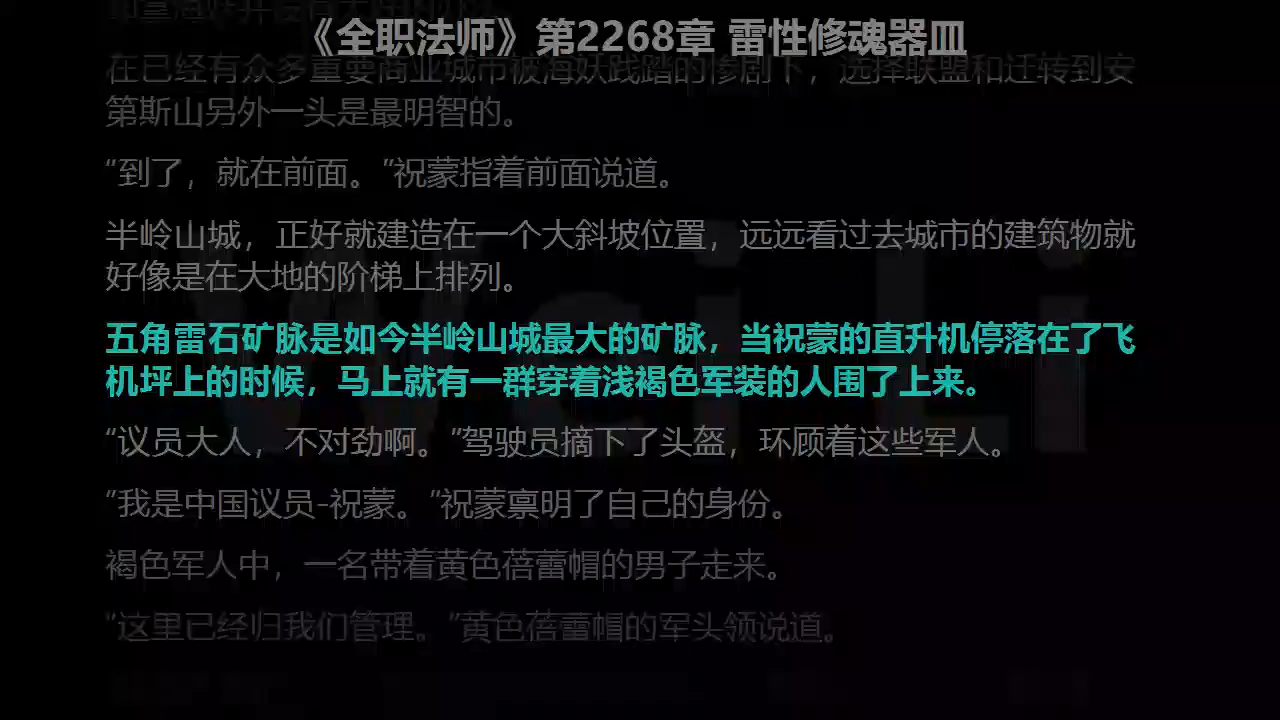 《全职法师》第2268章 雷性修魂器皿
在已经有众多重要商业城市被海妖践踏的惨剧下，选择联盟和迁转到安
第斯山另外一头是最明智的。
“到了，就在前面。”祝蒙指着前面说道。
半岭山城，正好就建造在一个大斜坡位置，远远看过去城市的建筑物就
好像是在大地的阶梯上排列。
五角雷石矿脉是如今半岭山城最大的矿脉，当祝蒙的直升机停落在了飞
机坪上的时候，马上就有一群穿着浅褐色军装的人围了上来。
“议员大人，不对劲啊。”驾驶员摘下了头盔，环顾着这些军人。
“我是中国议员-祝蒙。”祝蒙禀明了自己的身份。
褐色军人中，一名带着黄色蓓蕾帽的男子走来。
“这里已经归我们管理。”黄色蓓蕾帽的军头领说道。
Wei Li